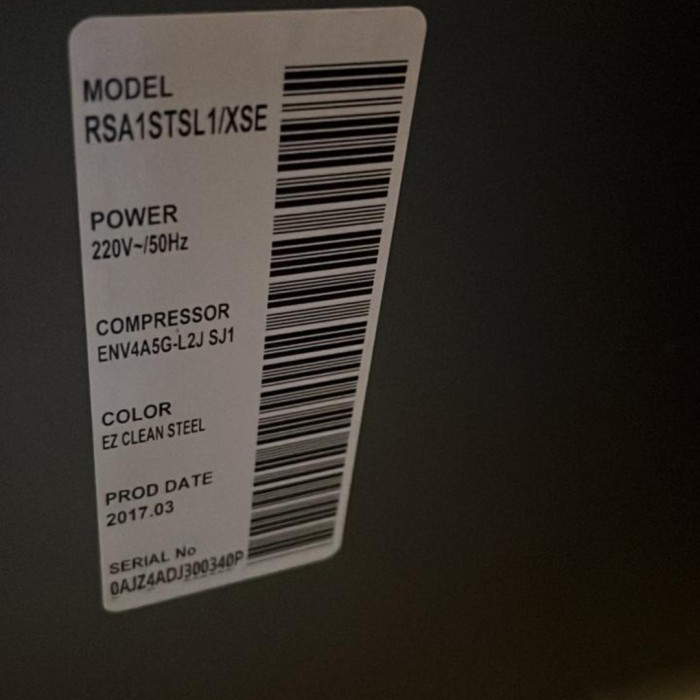 MODEL
RSA1STSL1/XSE
POWER
220V~/50Hz
COMPRESSOR
ENV4A5G-L2J SJ1
COLOR
EZ CLEAN STEEL
PROD DATE
2017.03
SERIAL No
0AJZ4ADJ300340P